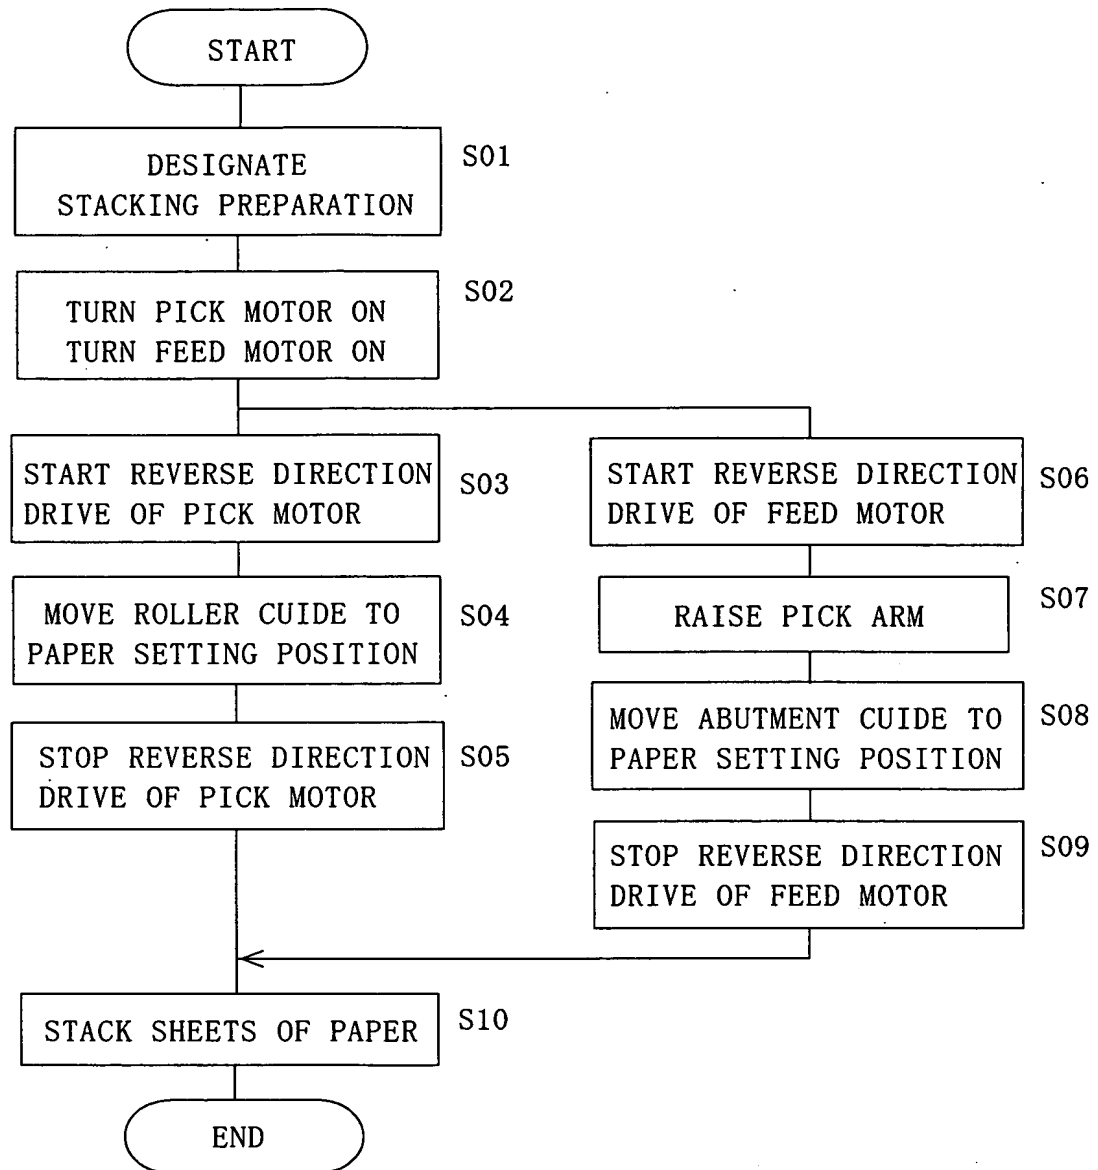 START
DESIGNATE
STACKING PREPARATION
S01
TURN PICK MOTOR ON
TURN FEED MOTOR ON
S02
START REVERSE DIRECTION
DRIVE OF PICK MOTOR
S03
MOVE ROLLER CUIDE TO
PAPER SETTING POSITION
S04
STOP REVERSE DIRECTION
DRIVE OF PICK MOTOR
S05
START REVERSE DIRECTION
DRIVE OF FEED MOTOR
S06
RAISE PICK ARM
S07
MOVE ABUTMENT CUIDE TO
PAPER SETTING POSITION
S08
STOP REVERSE DIRECTION
DRIVE OF FEED MOTOR
S09
STACK SHEETS OF PAPER
S10
END